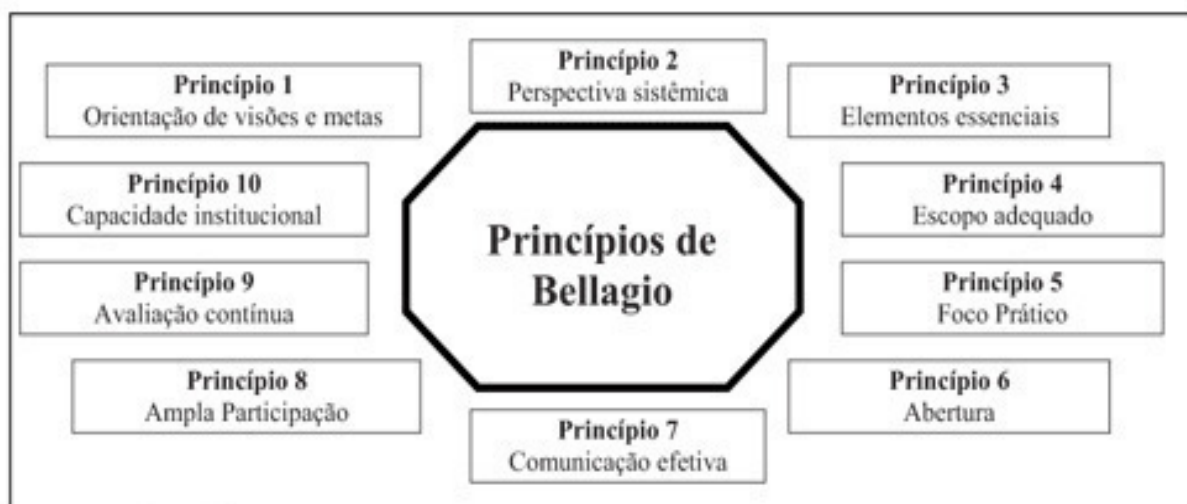 Princípio 1
Orientação de visões e metas
Princípio 2
Perspectiva sistêmica
Princípio 3
Elementos essenciais
Princípio 10
Capacidade institucional
Princípio 4
Escopo adequado
Princípios de
Bellagio
Princípio 9
Avaliação contínua
Princípio 5
Foco Prático
Princípio 8
Ampla Participação
Princípio 6
Abertura
Princípio 7
Comunicação efetiva